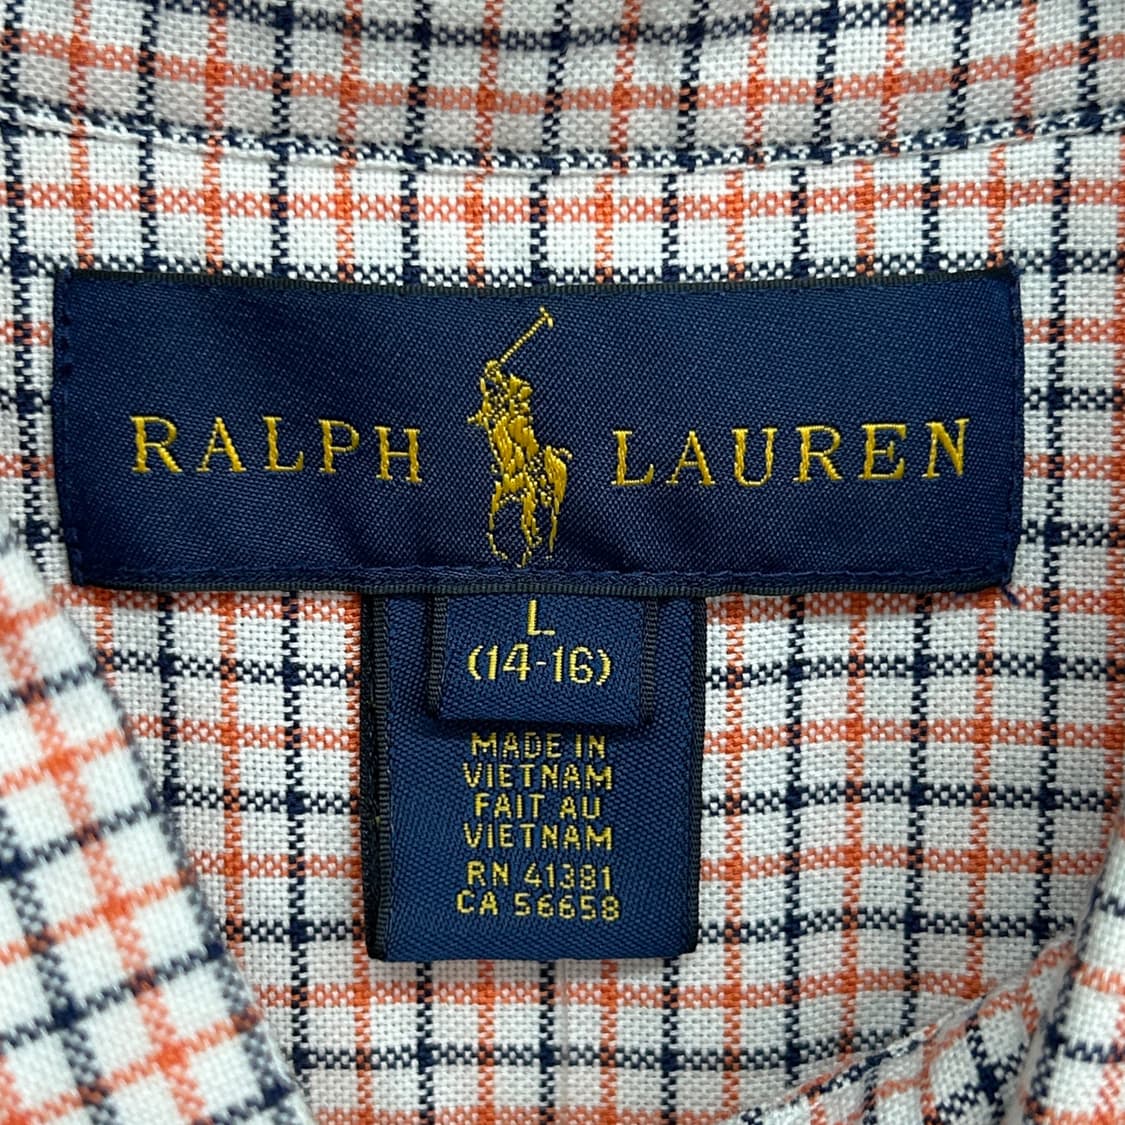 RALPH LAUREN
L
(14-16)
MADE IN
VIETNAM
FAIT AU
VIETNAM
RN 41381
CA 56658